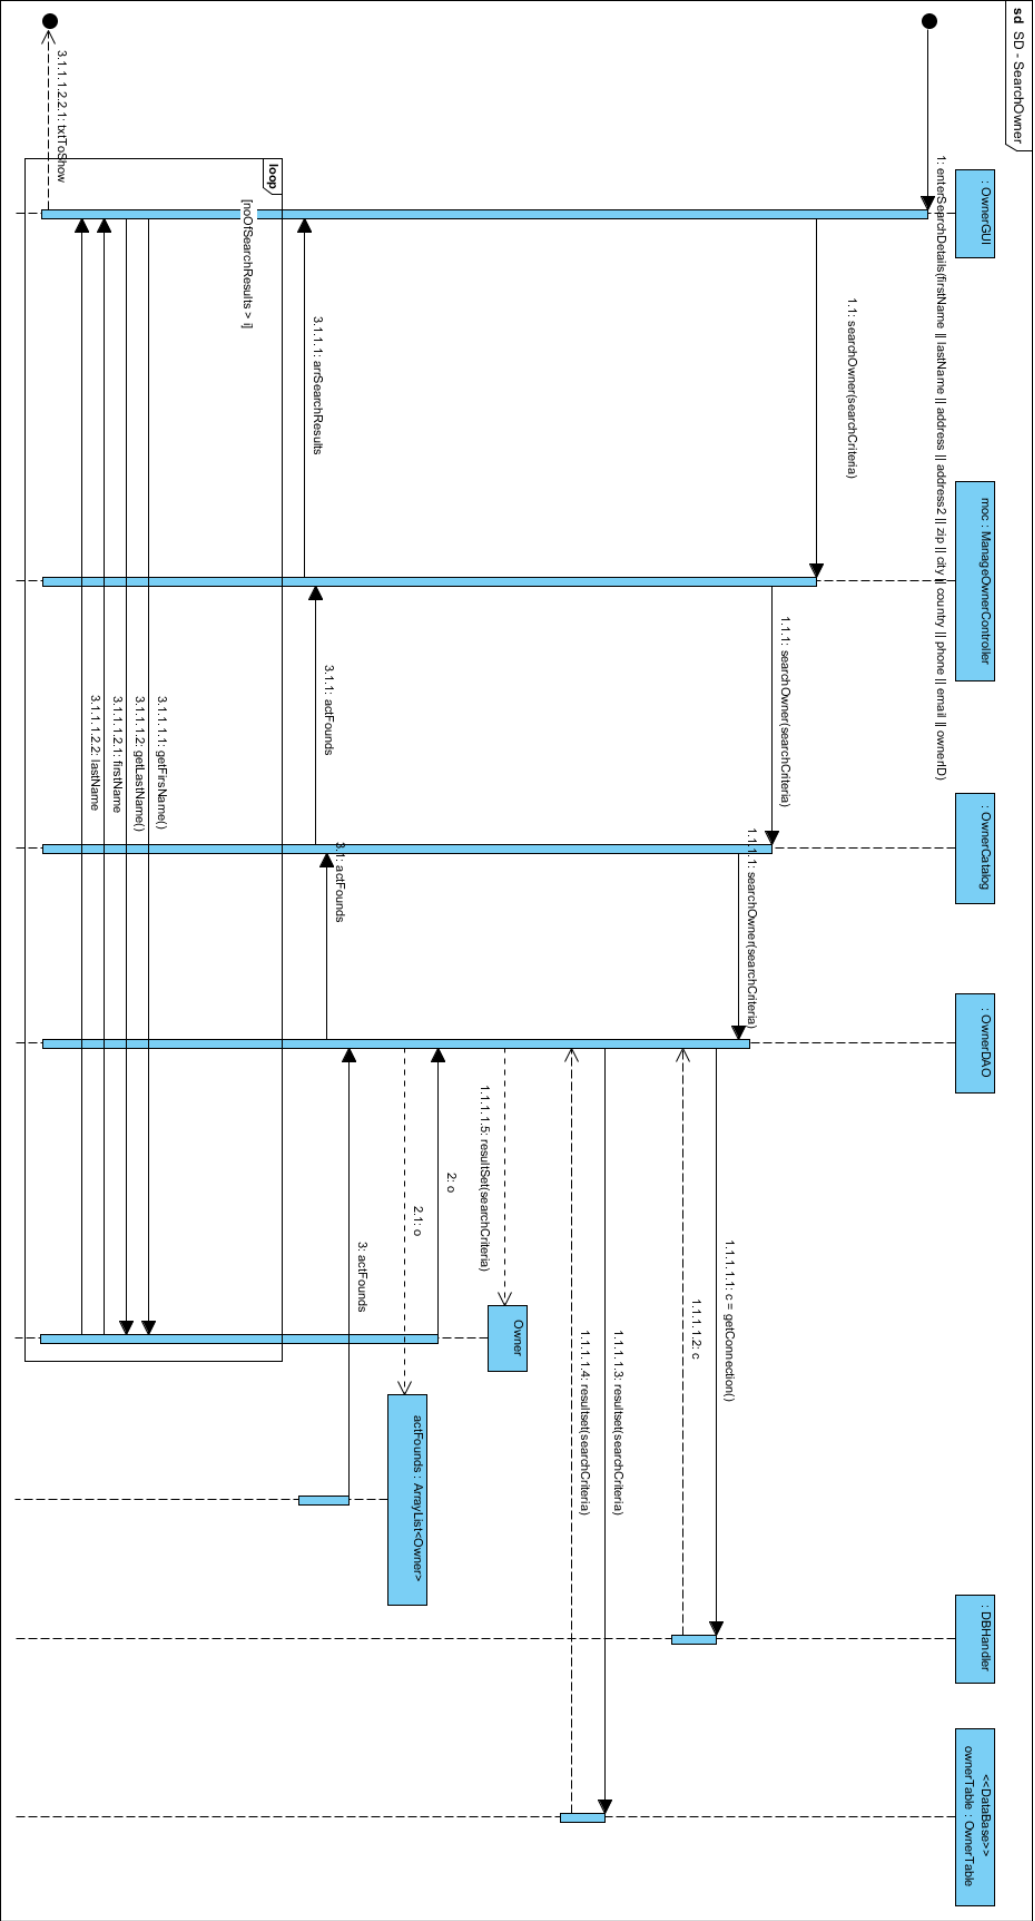 sd SD - SearchOwner
: OwnerGUI
moc : ManageOwnerController
: OwnerCatalog
: OwnerDAO
: DBHandler
<<DataBase>>
ownerTable : OwnerTable
1: enterSearchDetails(firstName || lastName || address || address2 || zip || city || country || phone || email || ownerID)
1.1: searchOwner(searchCriteria)
1.1.1: searchOwner(searchCriteria)
1.1.1.1: searchOwner(searchCriteria)
1.1.1.1.1: c = getConnection()
1.1.1.1.2: c
1.1.1.1.3: resultset(searchCriteria)
1.1.1.1.4: resultset(searchCriteria)
Owner
1.1.1.1.5: resultSet(searchCriteria)
2: o
2.1: o
actFounds : ArrayList<Owner>
3: actFounds
3.1: actFounds
3.1.1: actFounds
3.1.1.1: arrSearchResults
loop
[noOfSearchResults > i]
3.1.1.1.1: getFirsName()
3.1.1.1.2: getLastName()
3.1.1.1.2.1: firstName
3.1.1.1.2.2: lastName
3.1.1.1.2.2.1: txtToShow